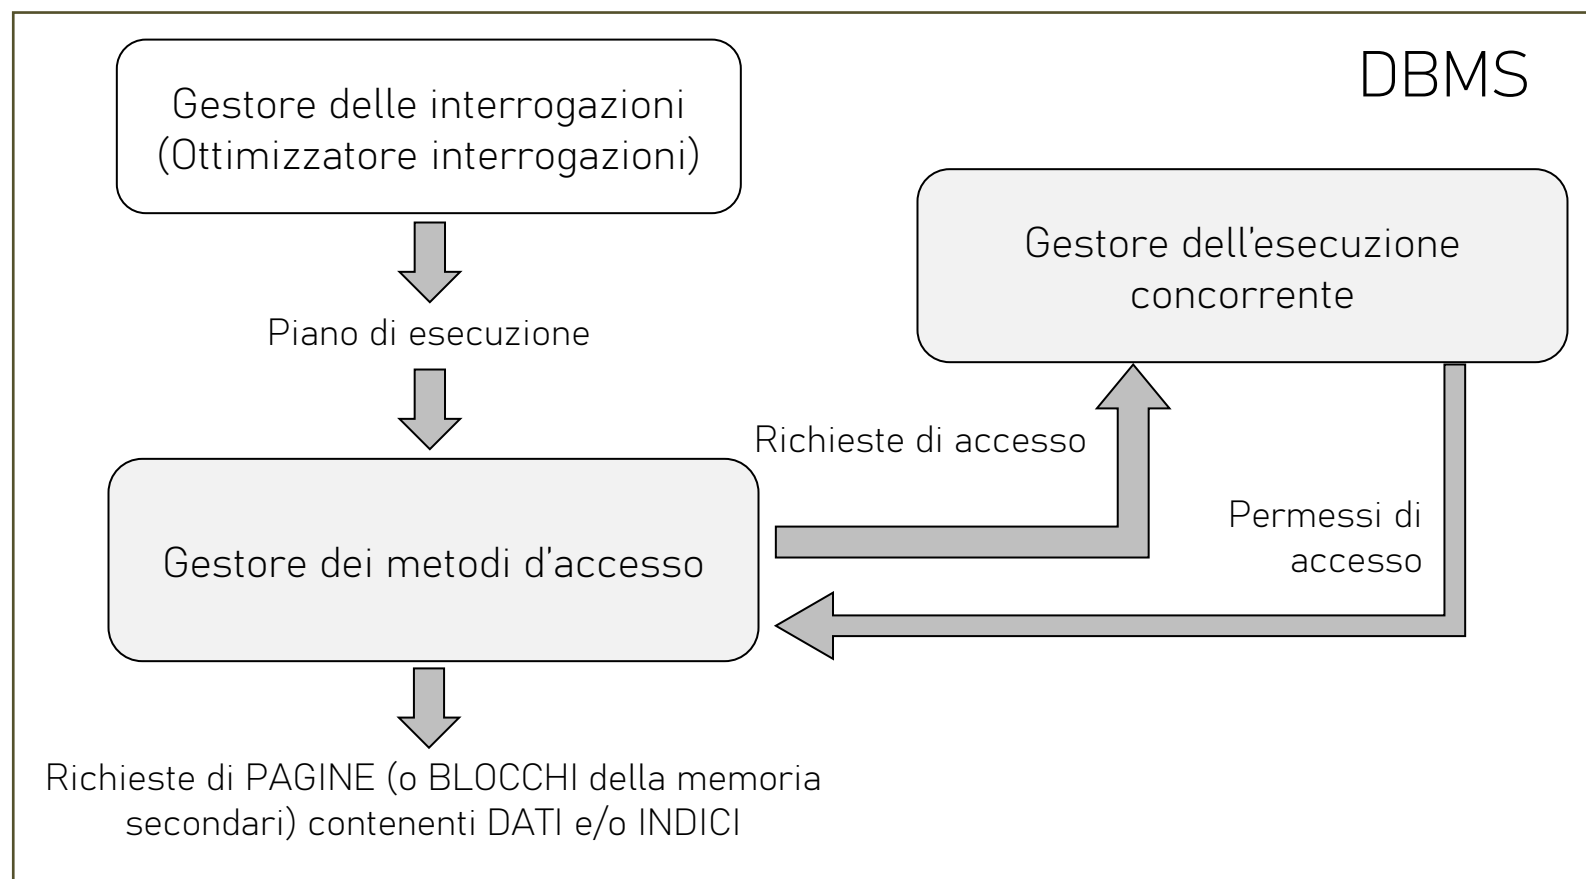 DBMS
Gestore delle interrogazioni
(Ottimizzatore interrogazioni)
Gestore dell'esecuzione
concorrente
Piano di esecuzione
Richieste di accesso
Permessi di
accesso
Gestore dei metodi d'accesso
Richieste di PAGINE (o BLOCCHI della memoria
secondari) contenenti DATI e/o INDICI